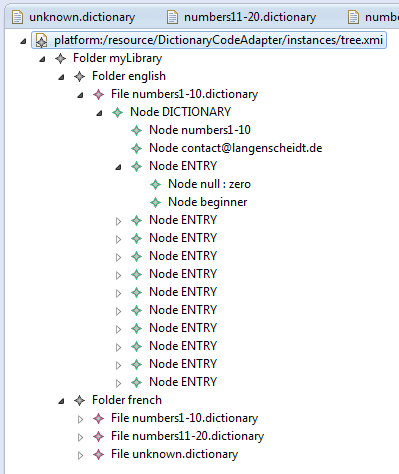 unknown.dictionary numbers11-20.dictionary numbe
platform:/resource/DictionaryCodeAdapter/instances/tree.xmi
Folder myLibrary
Folder english
File numbers1-10.dictionary
Node DICTIONARY
Node numbers1-10
Node contact@langenscheidt.de
Node ENTRY
Node null : zero
Node beginner
Node ENTRY
Node ENTRY
Node ENTRY
Node ENTRY
Node ENTRY
Node ENTRY
Node ENTRY
Node ENTRY
Node ENTRY
Node ENTRY
Folder french
File numbers1-10.dictionary
File numbers11-20.dictionary
File unknown.dictionary